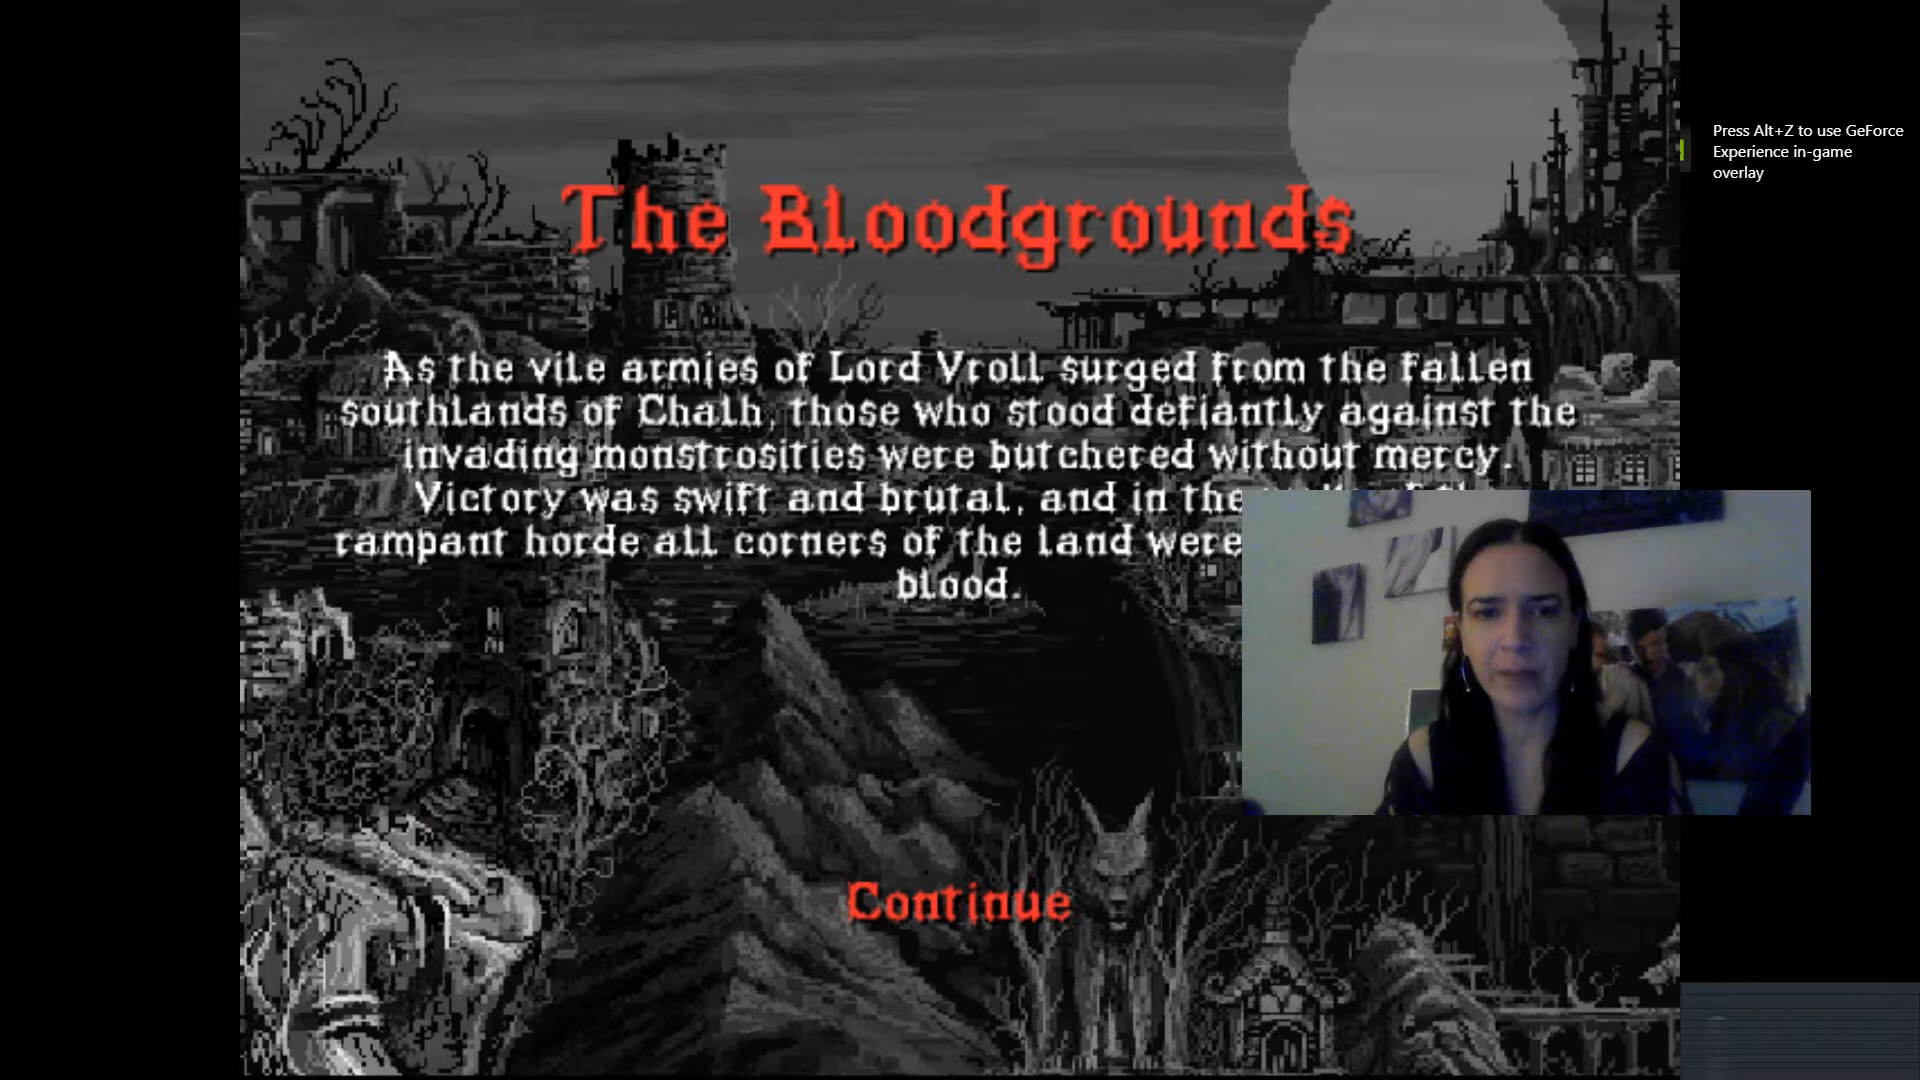 The Bloodgrounds
As the vile armies of Lord Vroll surged from the fallen
southlands of Chalh, those who stood defiantly against the
invading monstrosities were butchered without mercy.
Victory was swift and brutal, and in the
rampant horde all corners of the land were
blood.
Continue
Press Alt+Z to use GeForce
Experience in-game
overlay